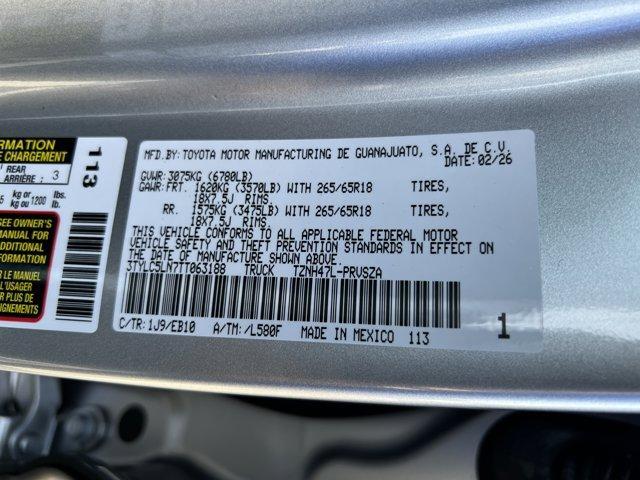 RMATION
E CHARGEMENT
REAR
ARRIÈRE : 3
kg or lbs.
kg ou 1200 lb.
SEE OWNER'S
MANUAL FOR
ADDITIONAL
INFORMATION
R LE MANUEL
L'USAGER
R PLUS DE
SEIGNEMENTS
113
MFD.BY:TOYOTA MOTOR MANUFACTURING DE GUANAJUATO, S.A. DE C.V.
DATE:02/26
GVWR:3075KG (6780LB)
GAWR:FRT. 1620KG (3570LB) WITH 265/65R18 TIRES,
18X7.5J RIMS,
RR. 1575KG (3475LB) WITH 265/65R18 TIRES,
18X7.5J RIMS.
THIS VEHICLE CONFORMS TO ALL APPLICABLE FEDERAL MOTOR
VEHICLE SAFETY AND THEFT PREVENTION STANDARDS IN EFFECT ON
THE DATE OF MANUFACTURE SHOWN ABOVE.
3TYLC5LN7TT063188 TRUCK TZNH47L-PRVSZA
C/TR:1J9/EB10 A/TM:/L580F MADE IN MEXICO 113
1